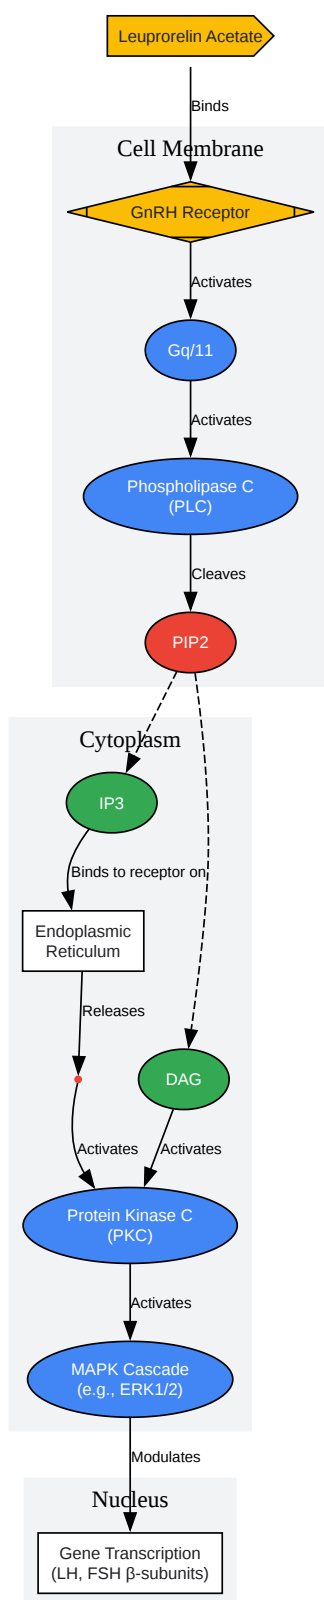 Leuprorelin Acetate
Binds
Cell Membrane
GnRH Receptor
Activates
Gq/11
Activates
Phospholipase C
(PLC)
Cleaves
PIP2
Cytoplasm
IP3
Binds to receptor on
Endoplasmic
Reticulum
Releases
DAG
Activates
Activates
Protein Kinase C
(PKC)
Activates
MAPK Cascade
(e.g., ERK1/2)
Modulates
Nucleus
Gene Transcription
(LH, FSH β-subunits)